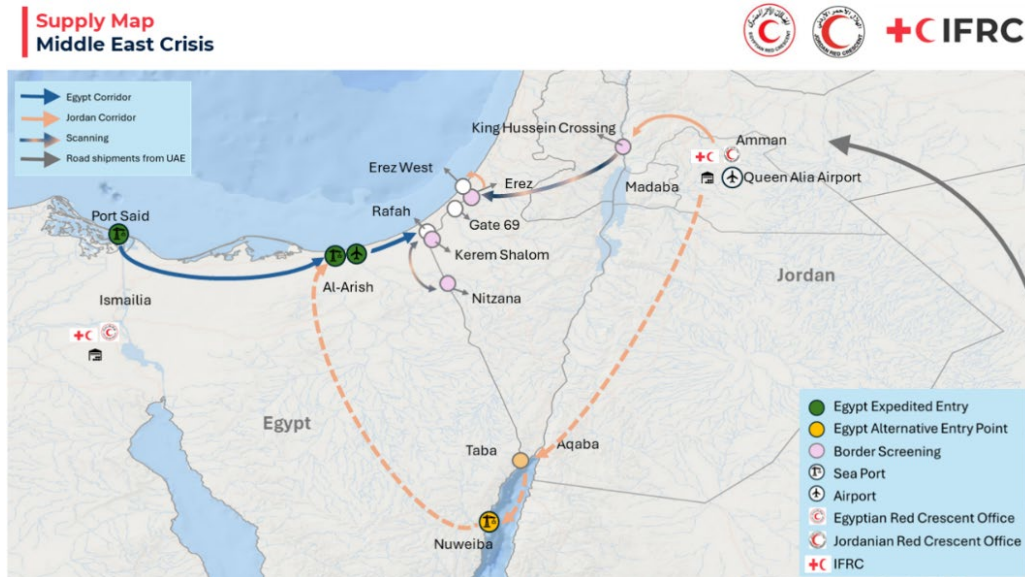 Supply Map
Middle East Crisis
IFRC
Egypt Corridor
Jordan Corridor
Scanning
Road shipments from UAE
King Hussein Crossing
Amman
Erez West
Erez
Madaba
Queen Alia Airport
Port Said
Rafah
Gate 69
Kerem Shalom
Al-Arish
Jordan
Ismailia
Nitzana
Egypt
Taba
Aqaba
Nuweiba
Egypt Expedited Entry
Egypt Alternative Entry Point
Border Screening
Sea Port
Airport
Egyptian Red Crescent Office
Jordanian Red Crescent Office
IFRC